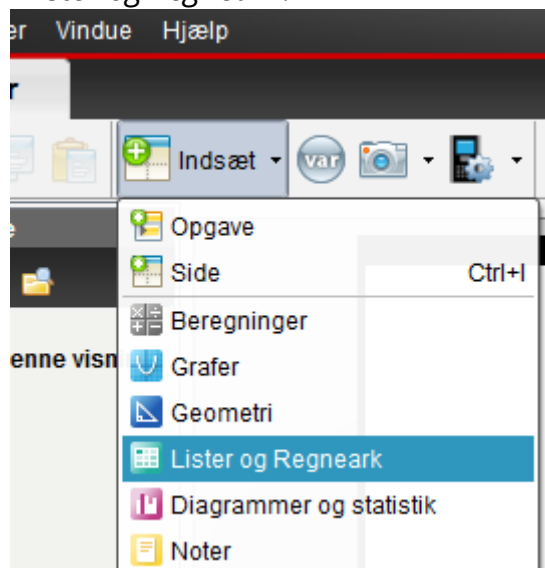 er Vindue Hjælp
r
Indsæt
var
Opgave
Side Ctrl+I
Beregninger
enne visn
Grafer
Geometri
Lister og Regneark
Diagrammer og statistik
Noter